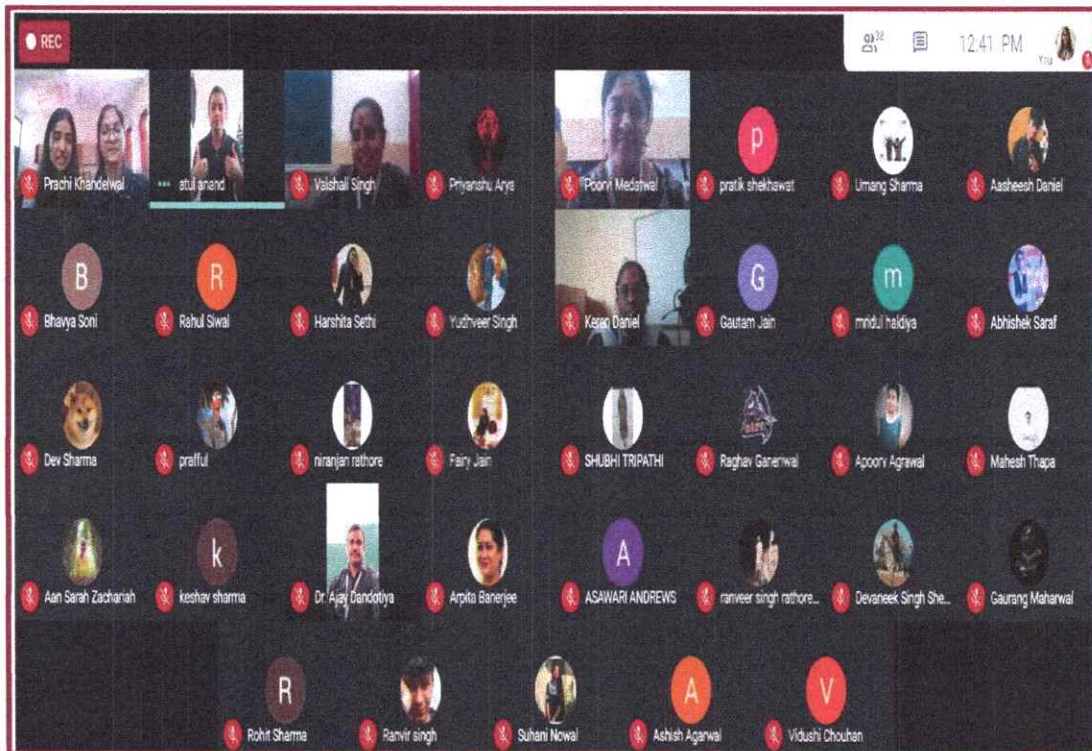 REC
38
12:41 PM
You
Prachi Khandelwal
atul anand
Vaishali Singh
Priyanshu Arya
Poorvi Medatwal
p
pratik shekhawat
Umang Sharma
Aasheesh Daniel
B
Bhavya Soni
R
Rahul Siwal
Harshita Sethi
Yudhveer Singh
Keren Daniel
G
Gautam Jain
m
mridul haldiya
Abhishek Saraf
Dev Sharma
prafful
niranjan rathore
Fairy Jain
SHUBHI TRIPATHI
Raghav Ganenwal
Apoorv Agrawal
Mahesh Thapa
Aan Sarah Zachariah
k
keshav sharma
Dr. Ajay Dandotiya
Arpita Banerjee
A
ASAWARI ANDREWS
ranveer singh rathore...
Devaneek Singh She...
Gaurang Maharwal
R
Rohit Sharma
Ranvir singh
Suhani Nowal
A
Ashish Agarwal
V
Vidushi Chouhan